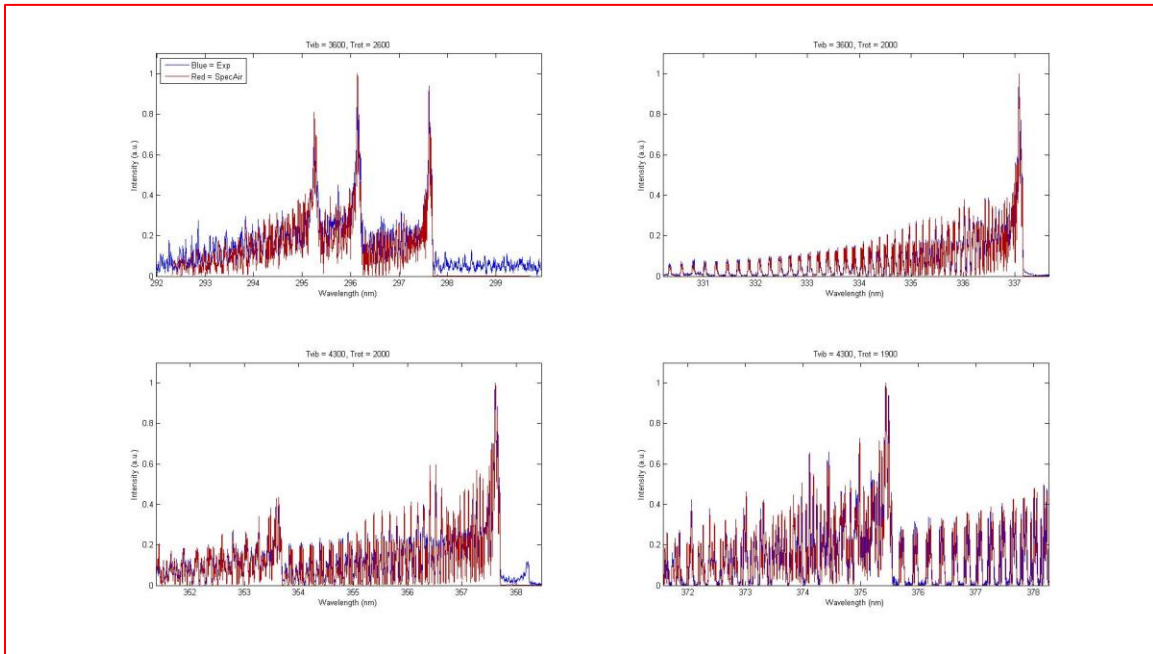 Tvib = 3600, Trot = 2600
Blue = Exp
Red = SpecAir
1
0.8
0.6
0.4
0.2
0
Intensity (a.u.)
292 293 294 295 296 297 298 299
Wavelength (nm)
Tvib = 3600, Trot = 2000
1
0.8
0.6
0.4
0.2
0
Intensity (a.u.)
331 332 333 334 335 336 337
Wavelength (nm)
Tvib = 4300, Trot = 2000
1
0.8
0.6
0.4
0.2
0
Intensity (a.u.)
352 353 354 355 356 357 358
Wavelength (nm)
Tvib = 4300, Trot = 1900
1
0.8
0.6
0.4
0.2
0
Intensity (a.u.)
372 373 374 375 376 377 378
Wavelength (nm)